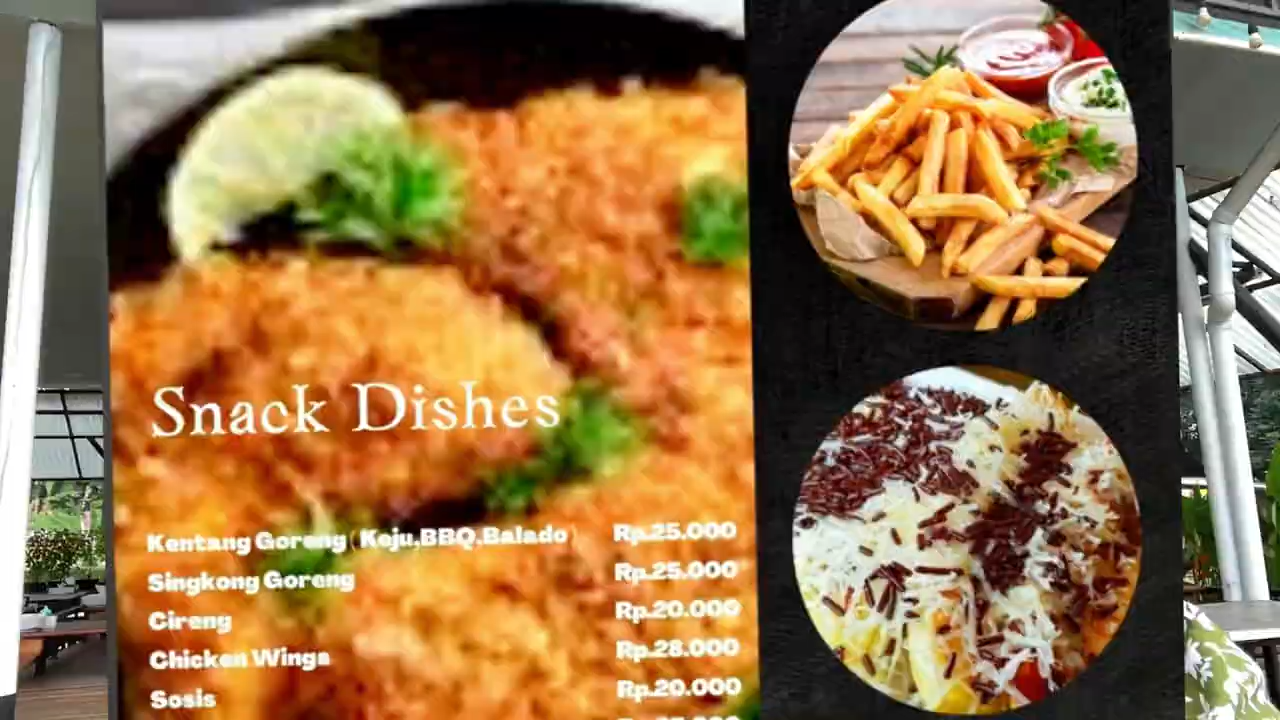 Snack Dishes
Kentang Goreng ( Keju,BBQ,Balado ) Rp.25.000
Singkong Goreng Rp.25.000
Cireng Rp.20.000
Chicken Wings Rp.28.000
Sosis Rp.20.000